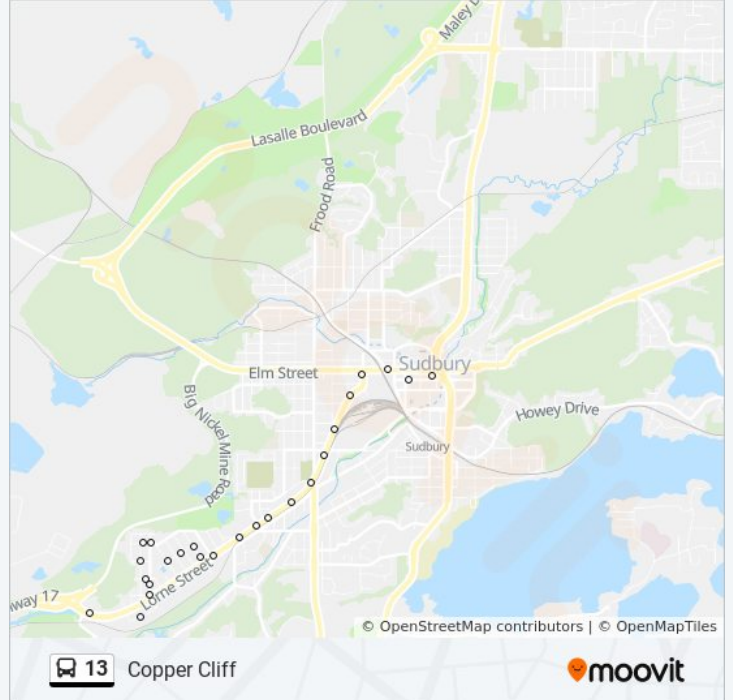 Maley D
Lasalle Boulevard
Frood Road
Sudbury
Elm Street
Big Nickel Mine Road
Howey Drive
Sudbury
Lorne Street
way 17
© OpenStreetMap contributors | © OpenMapTiles
13 Copper Cliff
moovit